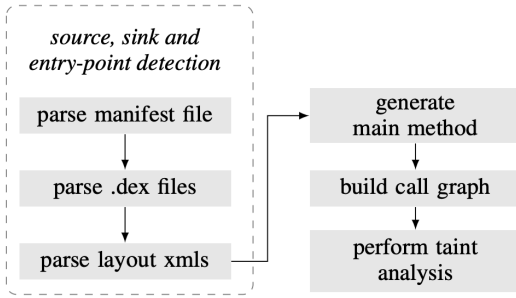 source, sink and
entry-point detection
parse manifest file
parse .dex files
parse layout xmls
generate
main method
build call graph
perform taint
analysis